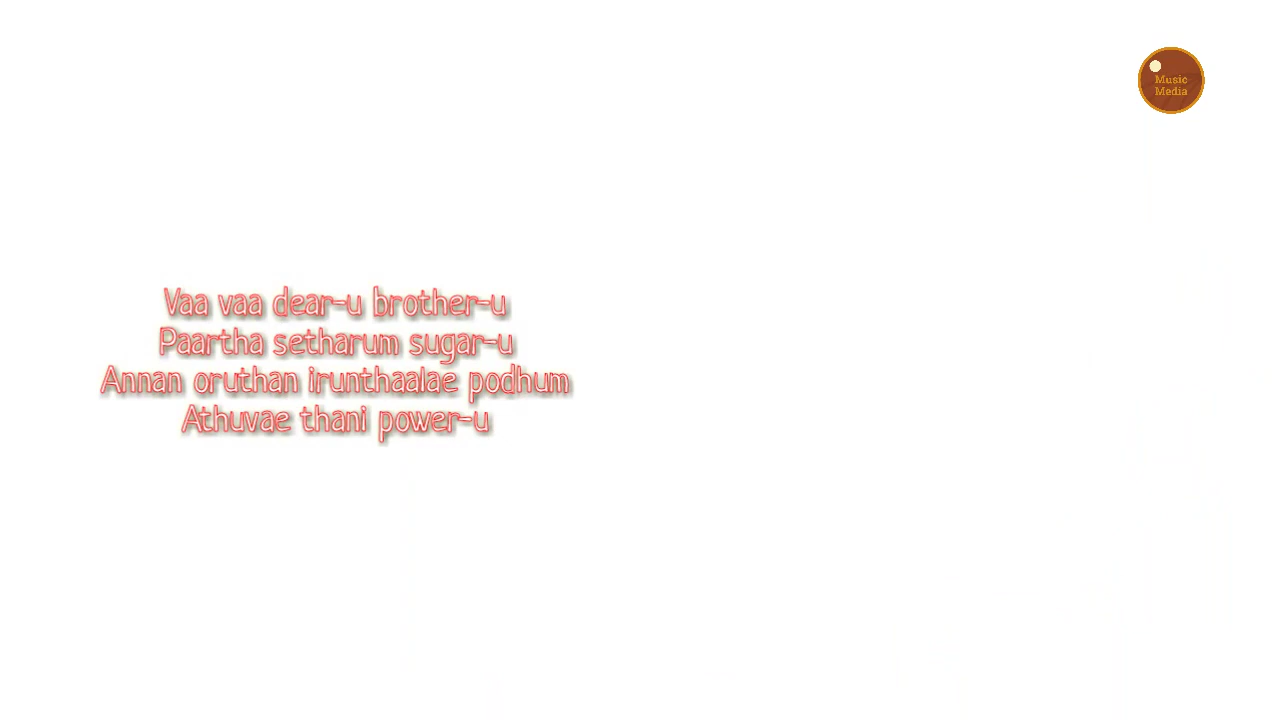 Music
Media
Vaa vaa dear-u brother-u
Paartha setharum sugar-u
Annan oruthan irunthaalae podhum
Athuvae thani power-u